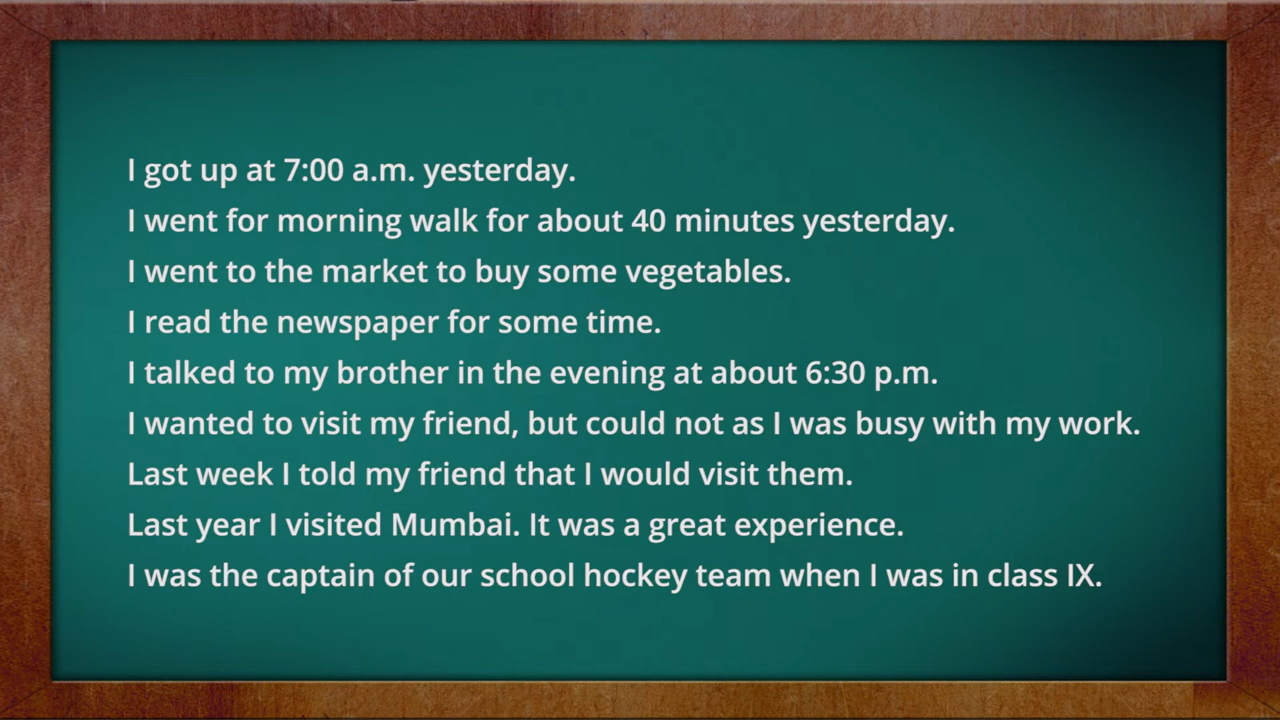 I got up at 7:00 a.m. yesterday.
I went for morning walk for about 40 minutes yesterday.
I went to the market to buy some vegetables.
I read the newspaper for some time.
I talked to my brother in the evening at about 6:30 p.m.
I wanted to visit my friend, but could not as I was busy with my work.
Last week I told my friend that I would visit them.
Last year I visited Mumbai. It was a great experience.
I was the captain of our school hockey team when I was in class IX.